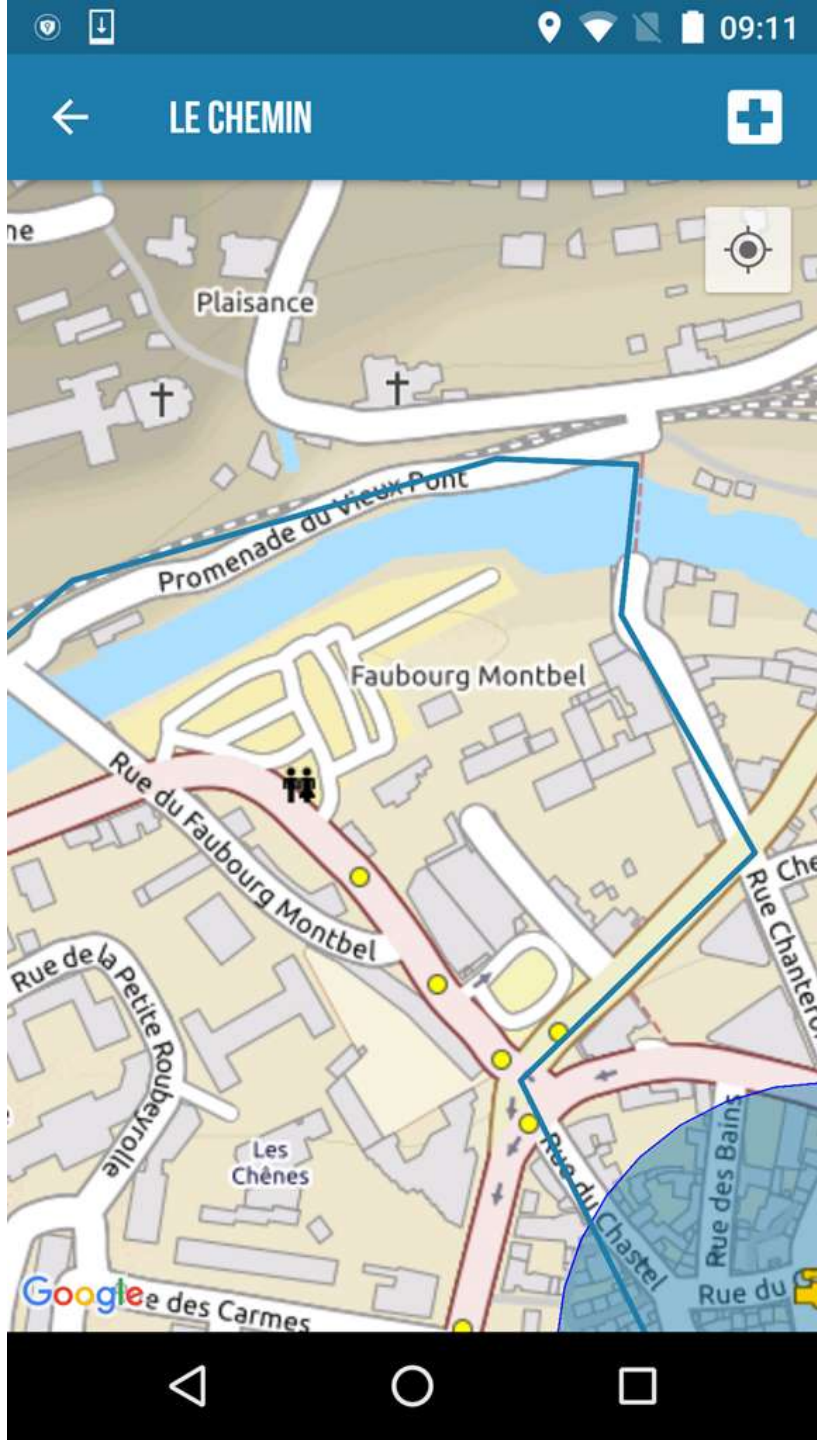 09:11
LE CHEMIN
ne
Plaisance
Promenade du Vieux Pont
Faubourg Montbel
Rue du Faubourg Montbel
Che
Rue Chantero
Rue de la Petite Roubeyrolle
Les
Chênes
Rue des Bains
Rue du Chastel
Rue du
Google
e des Carmes